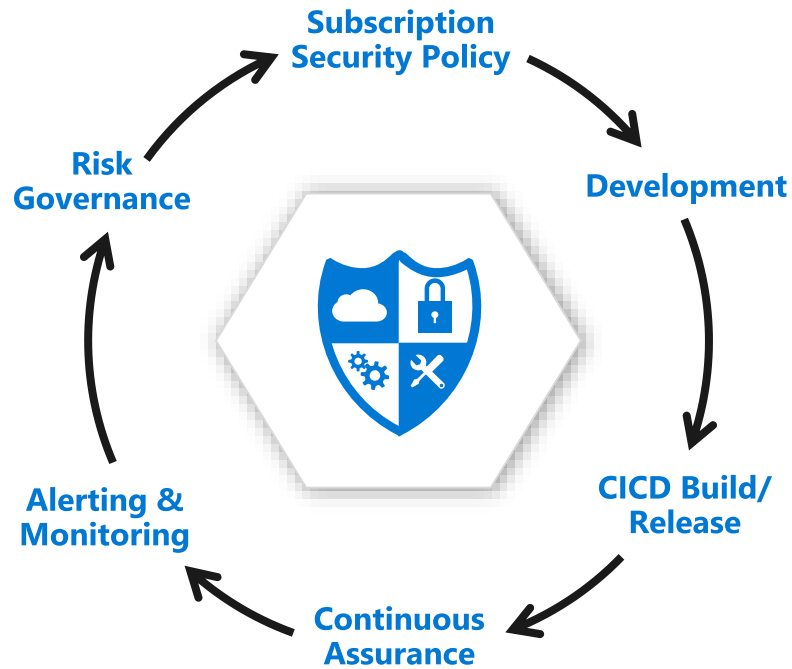 Subscription
Security Policy
Development
CICD Build/
Release
Continuous
Assurance
Alerting &
Monitoring
Risk
Governance